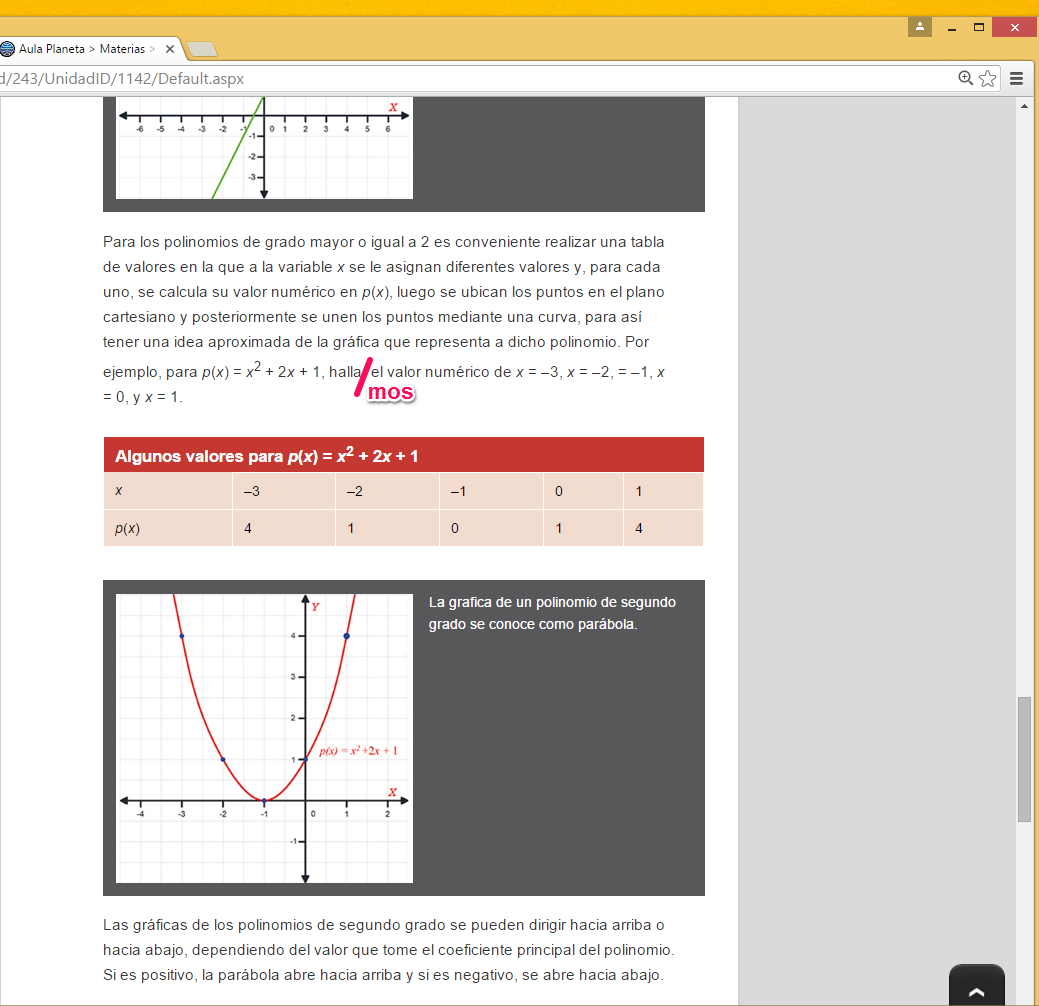 Aula Planeta > Materias >
d/243/UnidadID/1142/Default.aspx
X
-6 -5 -4 -3 -2 -1 0 1 2 3 4 5 6
-1
-2
-3
Para los polinomios de grado mayor o igual a 2 es conveniente realizar una tabla
de valores en la que a la variable x se le asignan diferentes valores y, para cada
uno, se calcula su valor numérico en p(x), luego se ubican los puntos en el plano
cartesiano y posteriormente se unen los puntos mediante una curva, para así
tener una idea aproximada de la gráfica que representa a dicho polinomio. Por
ejemplo, para p(x) = x² + 2x + 1, halla/el valor numérico de x = –3, x = –2, = –1, x
mos
= 0, y x = 1.
Algunos valores para p(x) = x² + 2x + 1
x –3 –2 –1 0 1
p(x) 4 1 0 1 4
Y
4
3
2
1
p(x) = x² +2x + 1
X
-4 -3 -2 -1 0 1 2
-1
La grafica de un polinomio de segundo
grado se conoce como parábola.
Las gráficas de los polinomios de segundo grado se pueden dirigir hacia arriba o
hacia abajo, dependiendo del valor que tome el coeficiente principal del polinomio.
Si es positivo, la parábola abre hacia arriba y si es negativo, se abre hacia abajo.